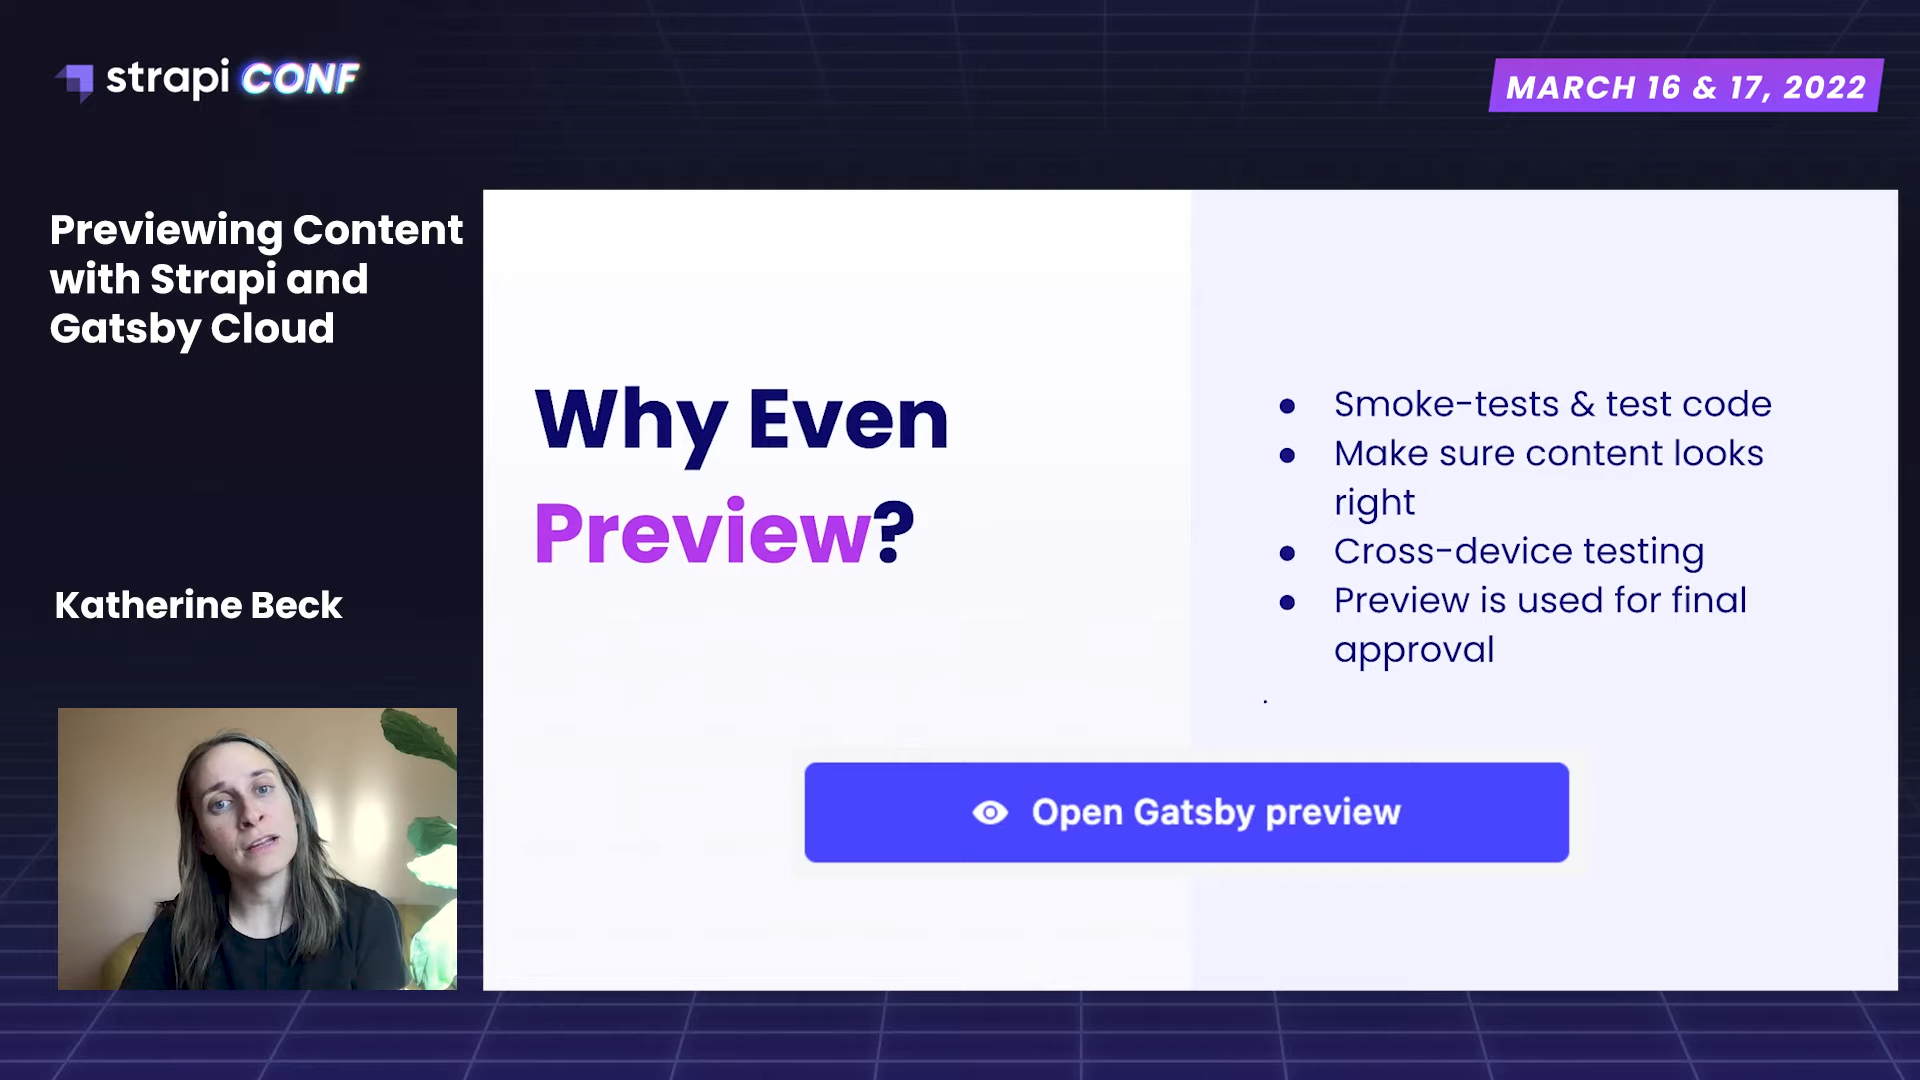 strapi CONF
MARCH 16 & 17, 2022
Previewing Content
with Strapi and
Gatsby Cloud
Katherine Beck
Why Even
Preview?
● Smoke-tests & test code
● Make sure content looks
right
● Cross-device testing
● Preview is used for final
approval
.
Open Gatsby preview